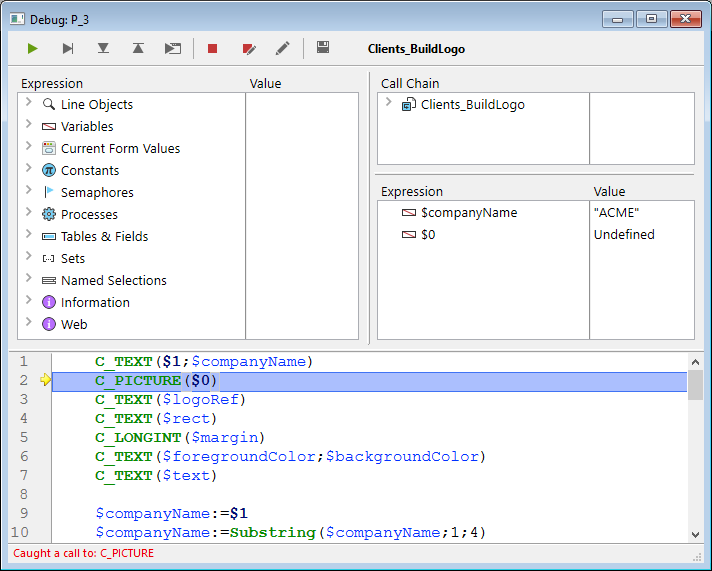 Debug: P_3
Clients_BuildLogo
Expression Value
Line Objects
Variables
Current Form Values
Constants
Semaphores
Processes
Tables & Fields
Sets
Named Selections
Information
Web
Call Chain
Clients_BuildLogo
Expression Value
$companyName "ACME"
$0 Undefined
1 C_TEXT($1;$companyName)
2 C_PICTURE($0)
3 C_TEXT($logoRef)
4 C_TEXT($rect)
5 C_LONGINT($margin)
6 C_TEXT($foregroundColor;$backgroundColor)
7 C_TEXT($text)
8
9 $companyName:=$1
10 $companyName:=Substring($companyName;1;4)
Caught a call to: C_PICTURE